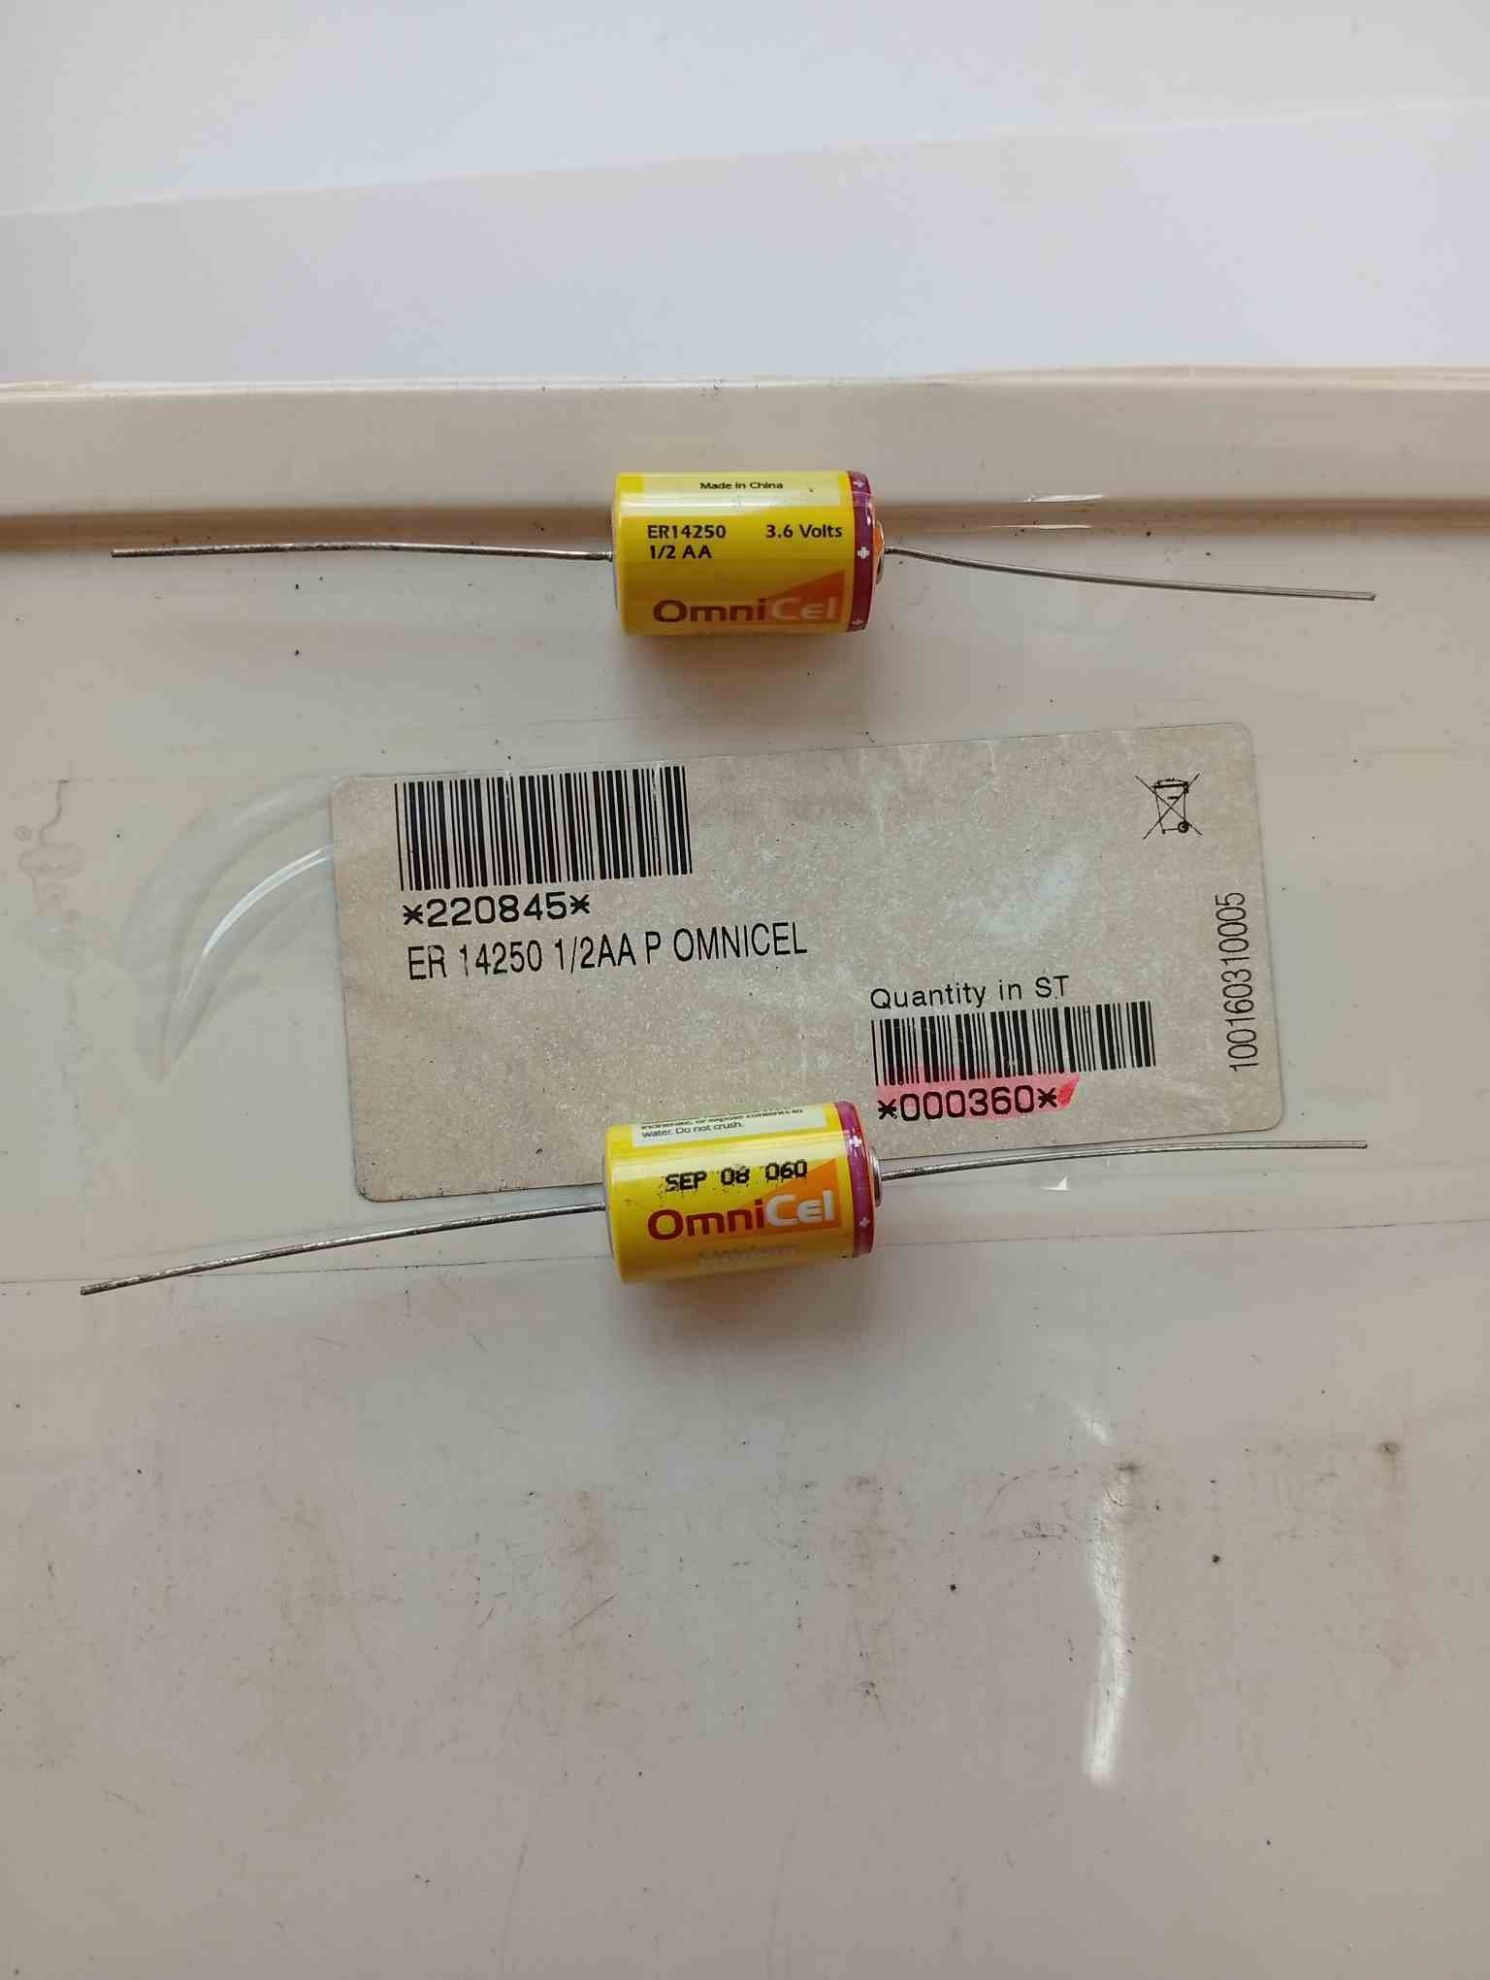 Made in China
ER14250 3.6 Volts
1/2 AA
OmniCel
*220845*
ER 14250 1/2AA P OMNICEL
Quantity in ST
*000360*
100160310005
water. Do not crush.
SEP 08 060
OmniCel